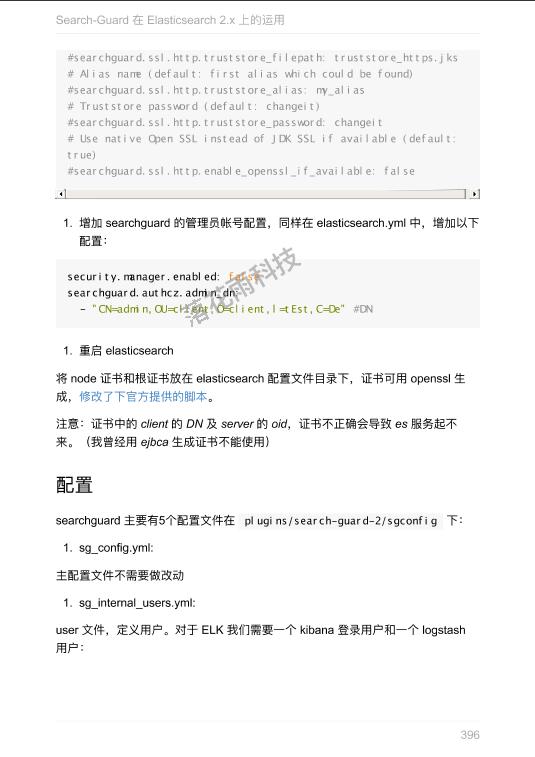 Search-Guard 在 Elasticsearch 2.x 上的运用
#searchguard.ssl.http.truststore_filepath: truststore_https.jks
# Alias name (default: first alias which could be found)
#searchguard.ssl.http.truststore_alias: my_alias
# Truststore password (default: changeit)
#searchguard.ssl.http.truststore_password: changeit
# Use native Open SSL instead of JDK SSL if available (default:
true)
#searchguard.ssl.http.enable_openssl_if_available: false
1. 增加 searchguard 的管理员帐号配置，同样在 elasticsearch.yml 中，增加以下
配置：
security.manager.enabled: false
searchguard.authcz.admin_dn:
- "CN=admin,OU=client,O=client,l=tEst,C=De" #DN
落花雨科技
1. 重启 elasticsearch
将 node 证书和根证书放在 elasticsearch 配置文件目录下，证书可用 openssl 生
成，修改了下官方提供的脚本。
注意：证书中的 client 的 DN 及 server 的 oid，证书不正确会导致 es 服务起不
来。（我曾经用 ejbca 生成证书不能使用）
配置
searchguard 主要有5个配置文件在 plugins/search-guard-2/sgconfig 下：
1. sg_config.yml:
主配置文件不需要做改动
1. sg_internal_users.yml:
user 文件，定义用户。对于 ELK 我们需要一个 kibana 登录用户和一个 logstash
用户：
396